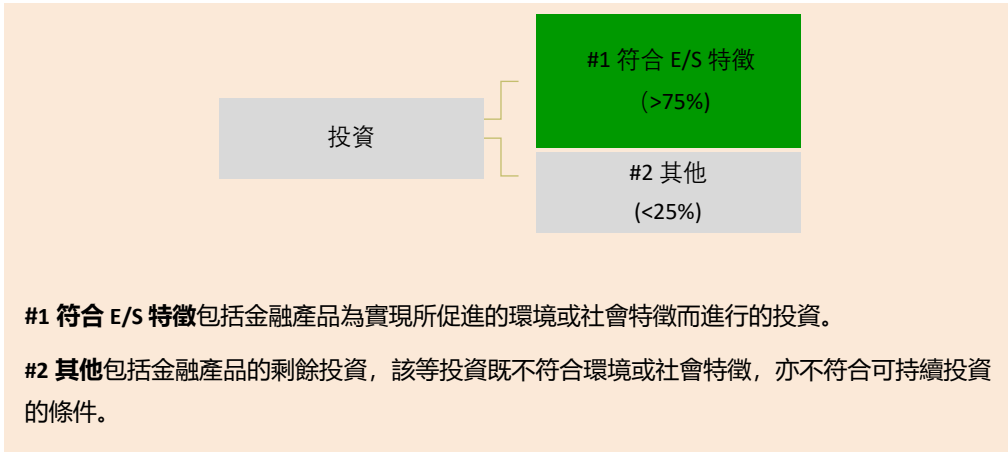 #1 符合 E/S 特徵
（>75%)
投資
#2 其他
(<25%)
#1 符合 E/S 特徵包括金融產品為實現所促進的環境或社會特徵而進行的投資。
#2 其他包括金融產品的剩餘投資，該等投資既不符合環境或社會特徵，亦不符合可持續投資
的條件。